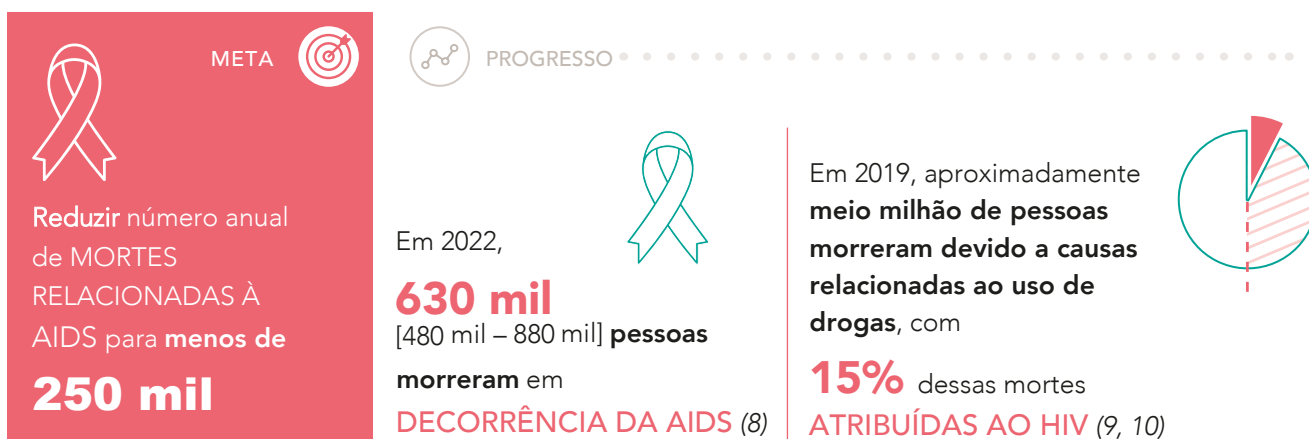 META
Reduzir número anual
de MORTES
RELACIONADAS À
AIDS para menos de
250 mil
PROGRESSO
Em 2022,
630 mil
[480 mil – 880 mil] pessoas
morreram em
DECORRÊNCIA DA AIDS (8)
Em 2019, aproximadamente
meio milhão de pessoas
morreram devido a causas
relacionadas ao uso de
drogas, com
15% dessas mortes
ATRIBUÍDAS AO HIV (9, 10)